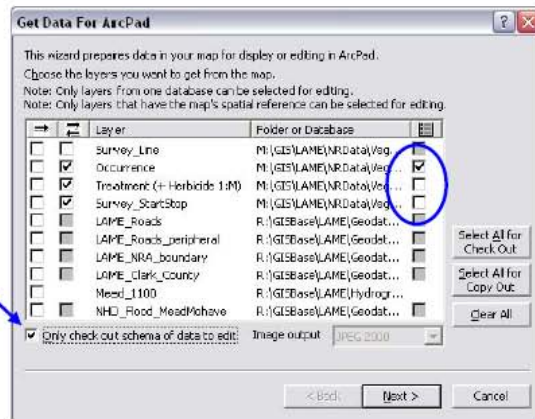 Get Data For ArcPad
This wizard prepares data in your map for display or editing in ArcPad.
Choose the layers you want to get from the map.
Note: Only layers from one database can be selected for editing.
Note: Only layers that have the map's spatial reference can be selected for editing.
Layer Folder or Database
Survey_Line M:\GIS\LAME\NRData\Veg...
Occurrence M:\GIS\LAME\NRData\Veg...
Treatment (+ Herbicide 1:M) M:\GIS\LAME\NRData\Veg...
Survey_StartStop M:\GIS\LAME\NRData\Veg...
LAME_Roads R:\GISBase\LAME\Geodat...
LAME_Roads_peripheral R:\GISBase\LAME\Geodat...
LAME_NRA_boundary R:\GISBase\LAME\Geodat...
LAME_Clark_County R:\GISBase\LAME\Geodat...
Mead_1100 R:\GISBase\LAME\Hydrogr...
NHD_Flood_MeadMohave R:\GISBase\LAME\Geodat...
Select All for Check Out
Select All for Copy Out
Clear All
Only check out schema of data to edit Image output JPEG 2000
< Back Next > Cancel